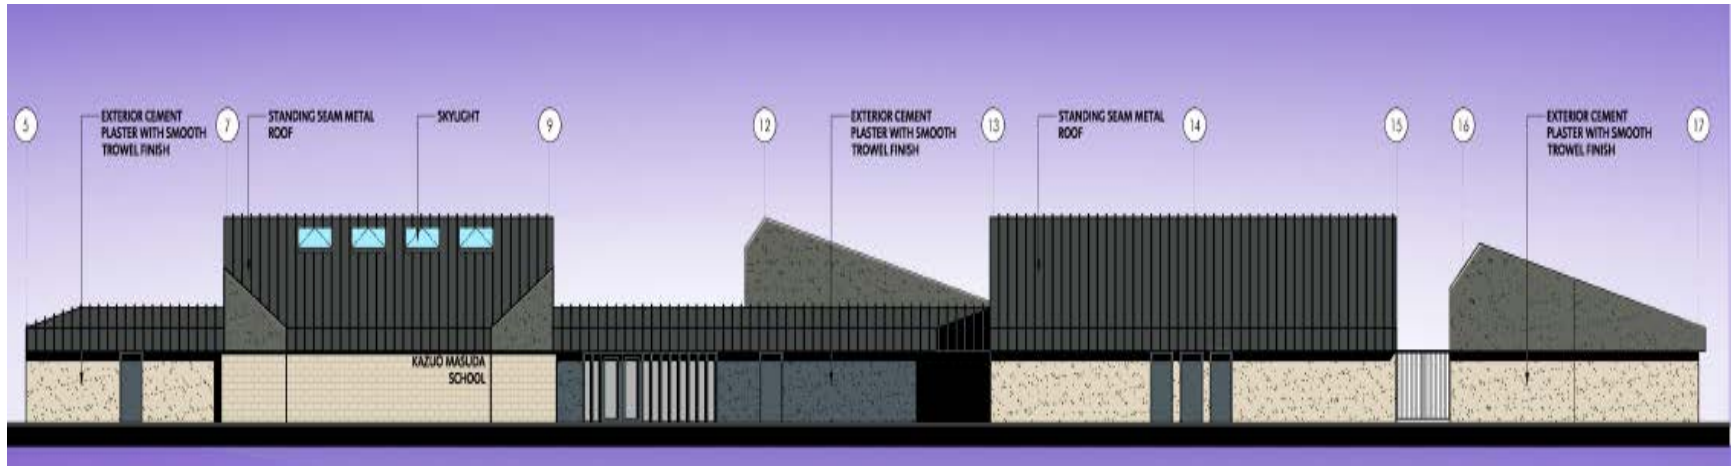 5
EXTERIOR CEMENT
PLASTER WITH SMOOTH
TROWEL FINISH
7
STANDING SEAM METAL
ROOF
SKYLIGHT
9
12
EXTERIOR CEMENT
PLASTER WITH SMOOTH
TROWEL FINISH
13
STANDING SEAM METAL
ROOF
14
15
16
EXTERIOR CEMENT
PLASTER WITH SMOOTH
TROWEL FINISH
17
KAZUO MASUDA
SCHOOL